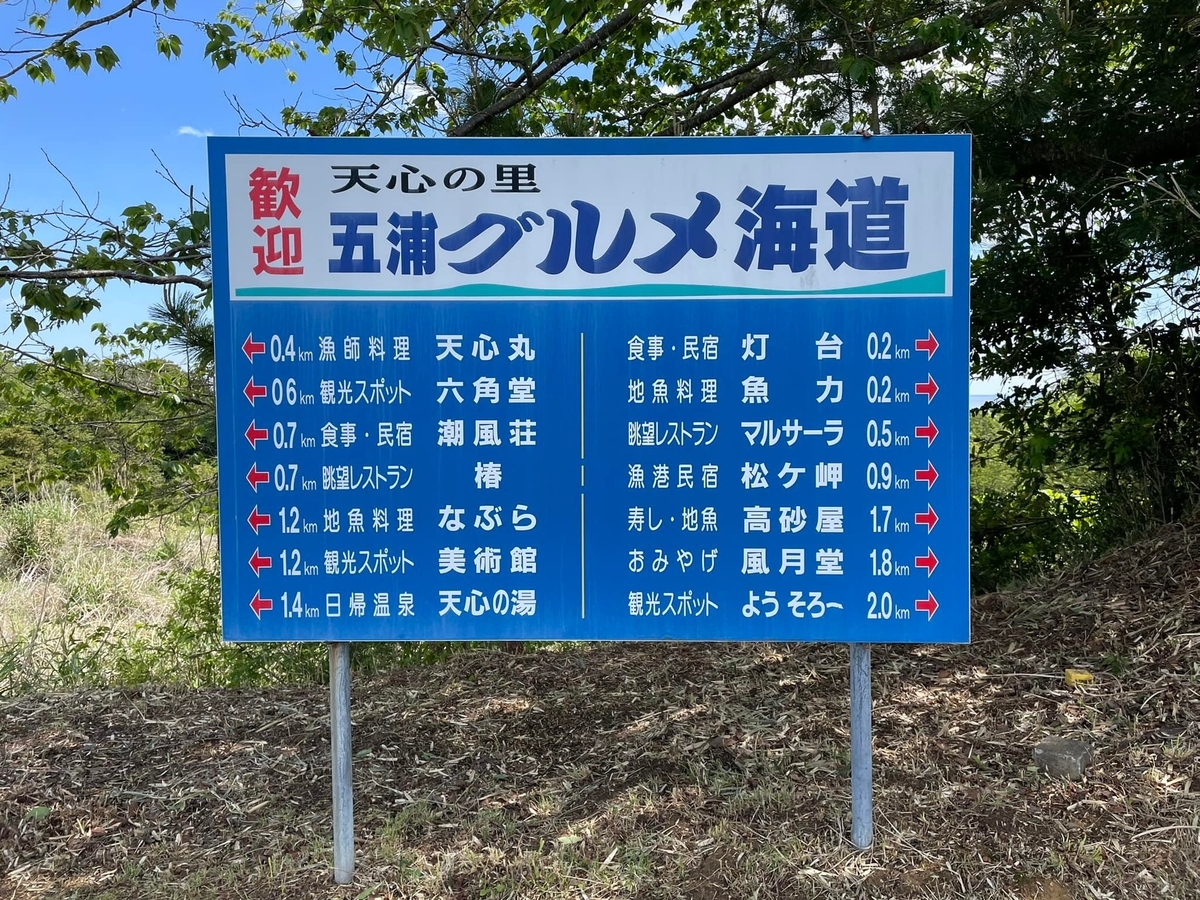 歓迎
天心の里
五浦グルメ海道
0.4km 漁師料理 天心丸
06km 観光スポット 六角堂
0.7km 食事・民宿 潮風荘
0.7km 眺望レストラン 椿
1.2km 地魚料理 なぶら
1.2km 観光スポット 美術館
1.4km 日帰温泉 天心の湯
食事・民宿 灯台 0.2km
地魚料理 魚力 0.2km
眺望レストラン マルサーラ 0.5km
漁港民宿 松ケ岬 0.9km
寿し・地魚 高砂屋 1.7km
おみやげ 風月堂 1.8km
観光スポット ようそろー 2.0km